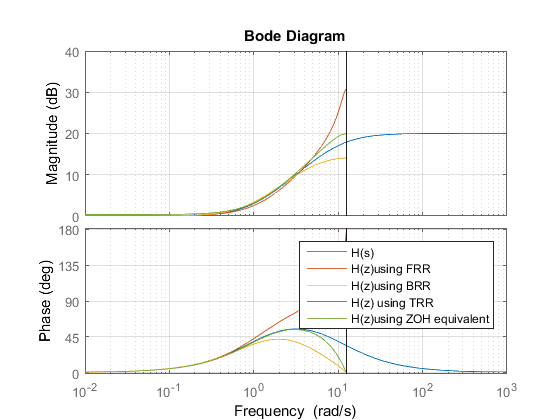 Bode Diagram
Magnitude (dB)
40
30
20
10
0
Phase (deg)
180
135
90
45
0
H(s)
H(z)using FRR
H(z)using BRR
H(z) using TRR
H(z)using ZOH equivalent
10^-2 10^-1 10^0 10^1 10^2 10^3
Frequency (rad/s)